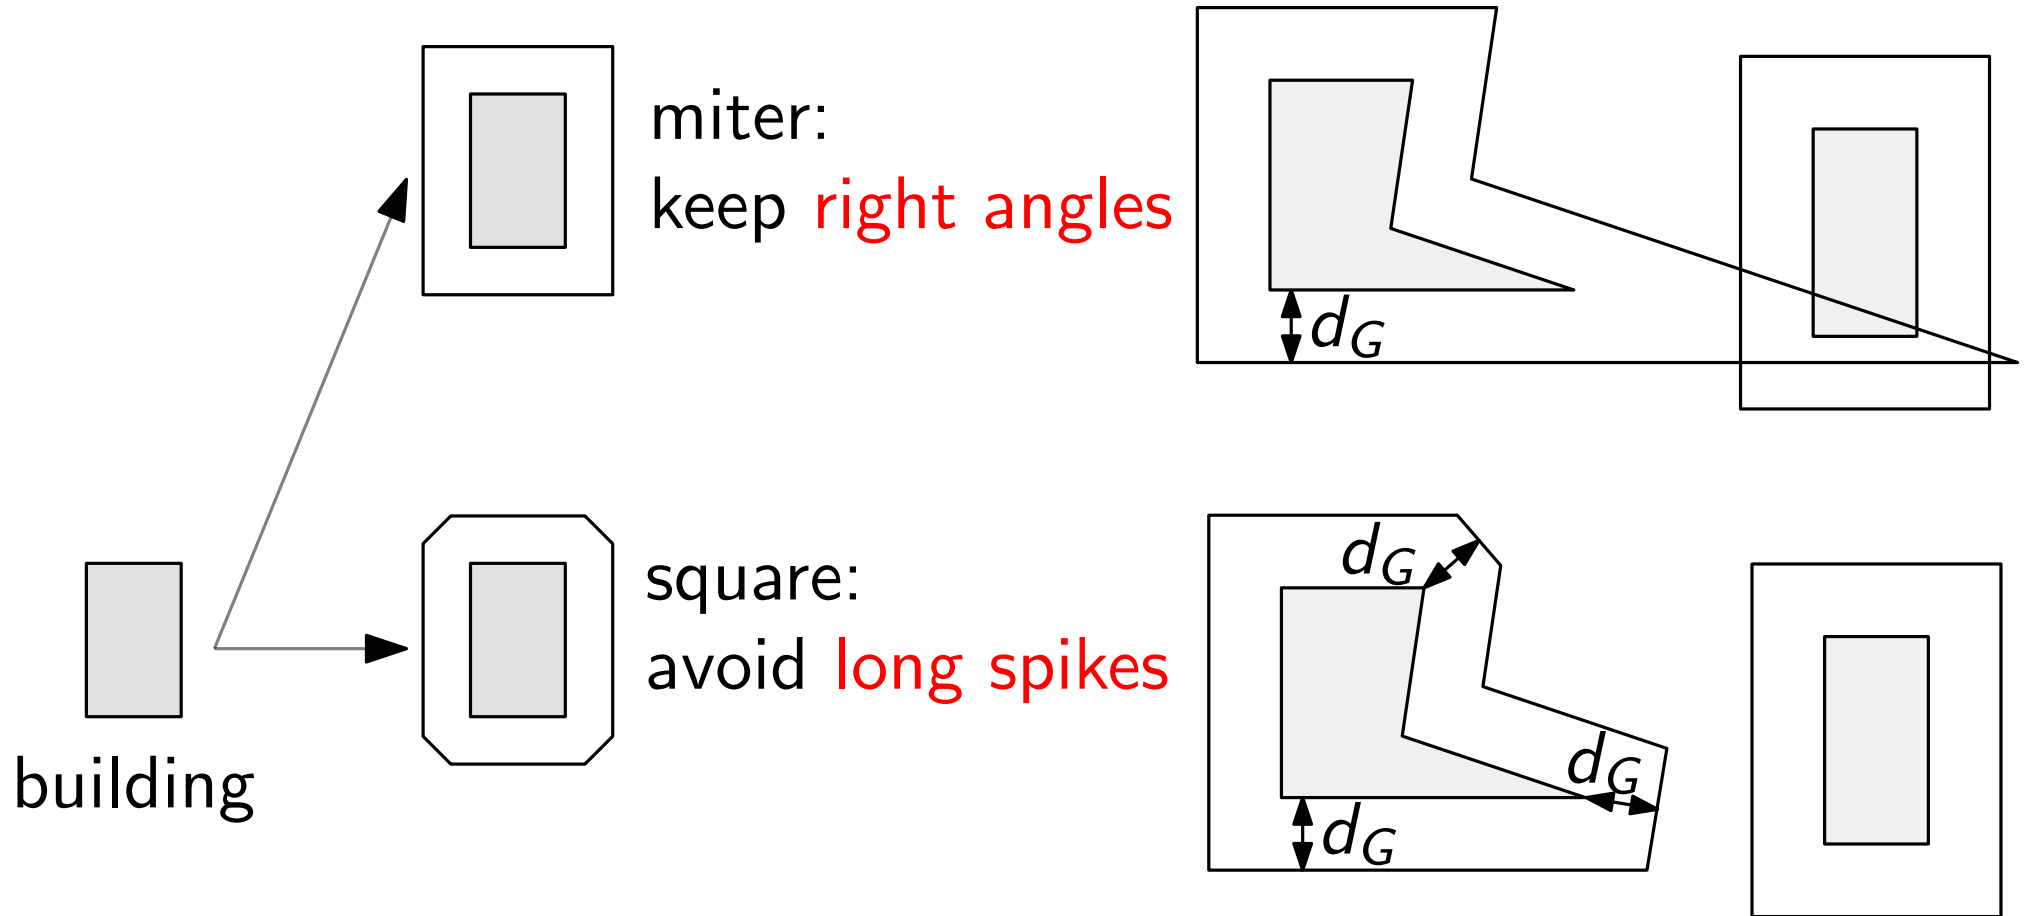 miter:
keep right angles
d_G
square:
avoid long spikes
building
d_G
d_G
d_G